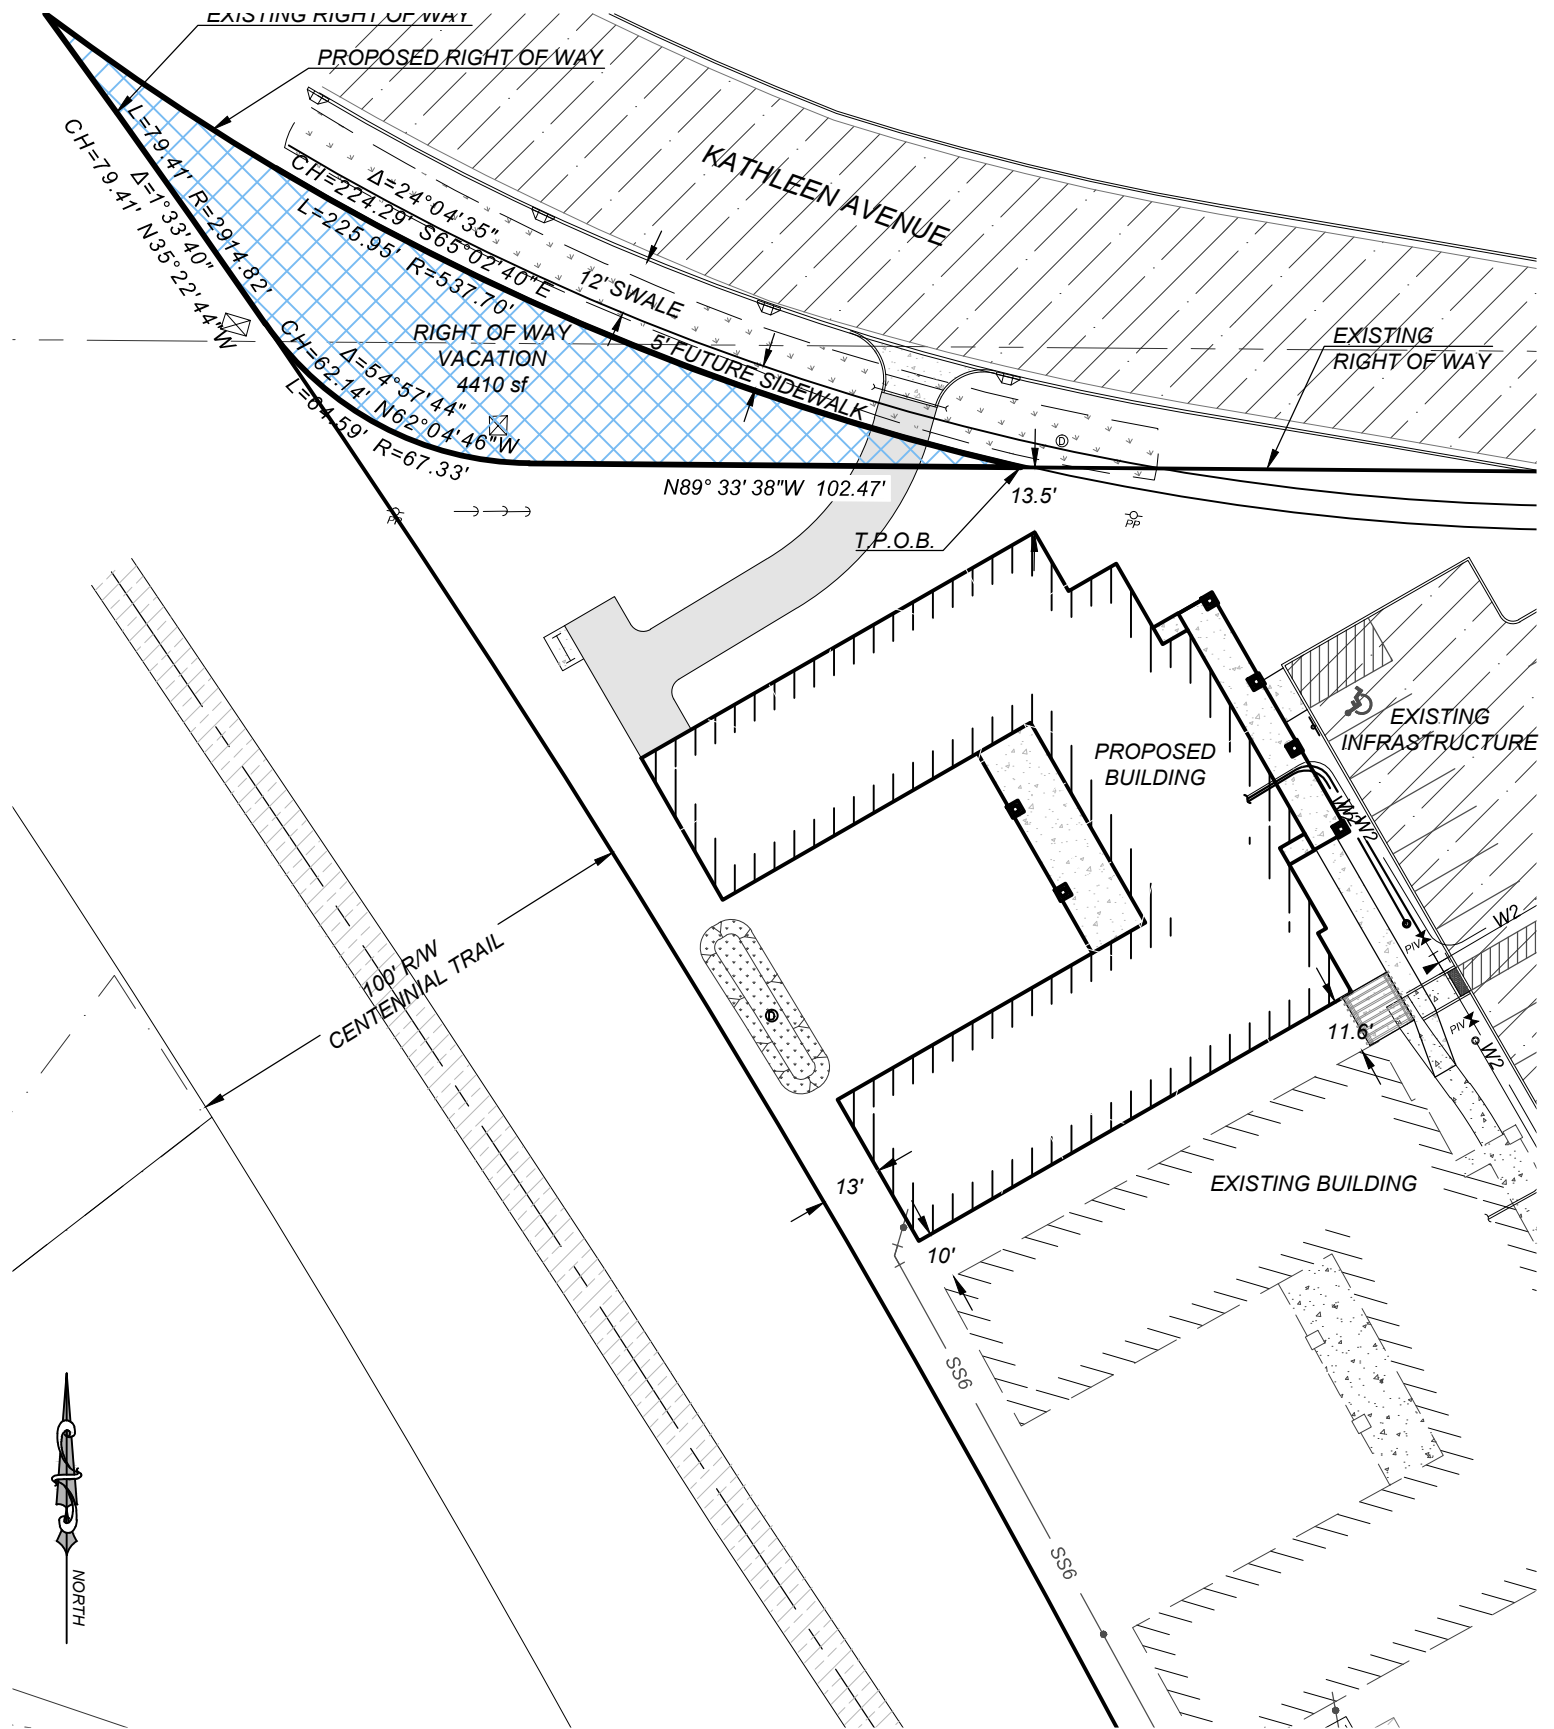 EXISTING RIGHT OF WAY
PROPOSED RIGHT OF WAY
KATHLEEN AVENUE
L=79.41' R=2914.82'
Δ=1°33'40"
CH=79.41' N35°22'44"W
Δ=24°04'35"
CH=224.29' S65°02'40"E
L=225.95' R=537.70'
12' SWALE
5' FUTURE SIDEWALK
RIGHT OF WAY
VACATION
4410 sf
EXISTING
RIGHT OF WAY
Δ=54°57'44"
CH=62.14' N62°04'46"W
L=64.59' R=67.33'
D
N89° 33' 38"W 102.47'
13.5'
PP
PP
T.P.O.B.
PROPOSED
BUILDING
EXISTING
INFRASTRUCTURE
W2
W2
W2
100' R/W
CENTENNIAL TRAIL
D
PIV
PIV
W2
11.6'
EXISTING BUILDING
13'
10'
SS6
SS6
NORTH